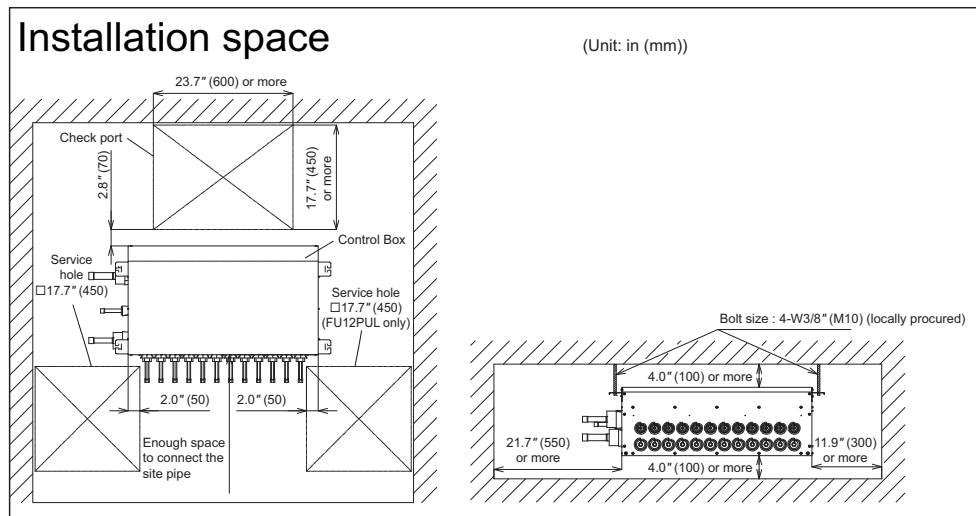 Installation space
(Unit: in (mm))
23.7″ (600) or more
Check port
2.8″ (70)
17.7″ (450)
or more
Control Box
Service
hole
□17.7″ (450)
Service hole
□17.7″ (450)
(FU12PUL only)
2.0″ (50)
2.0″ (50)
Enough space
to connect the
site pipe
Bolt size : 4-W3/8″ (M10) (locally procured)
4.0″ (100) or more
21.7″ (550)
or more
11.9″ (300)
or more
4.0″ (100) or more